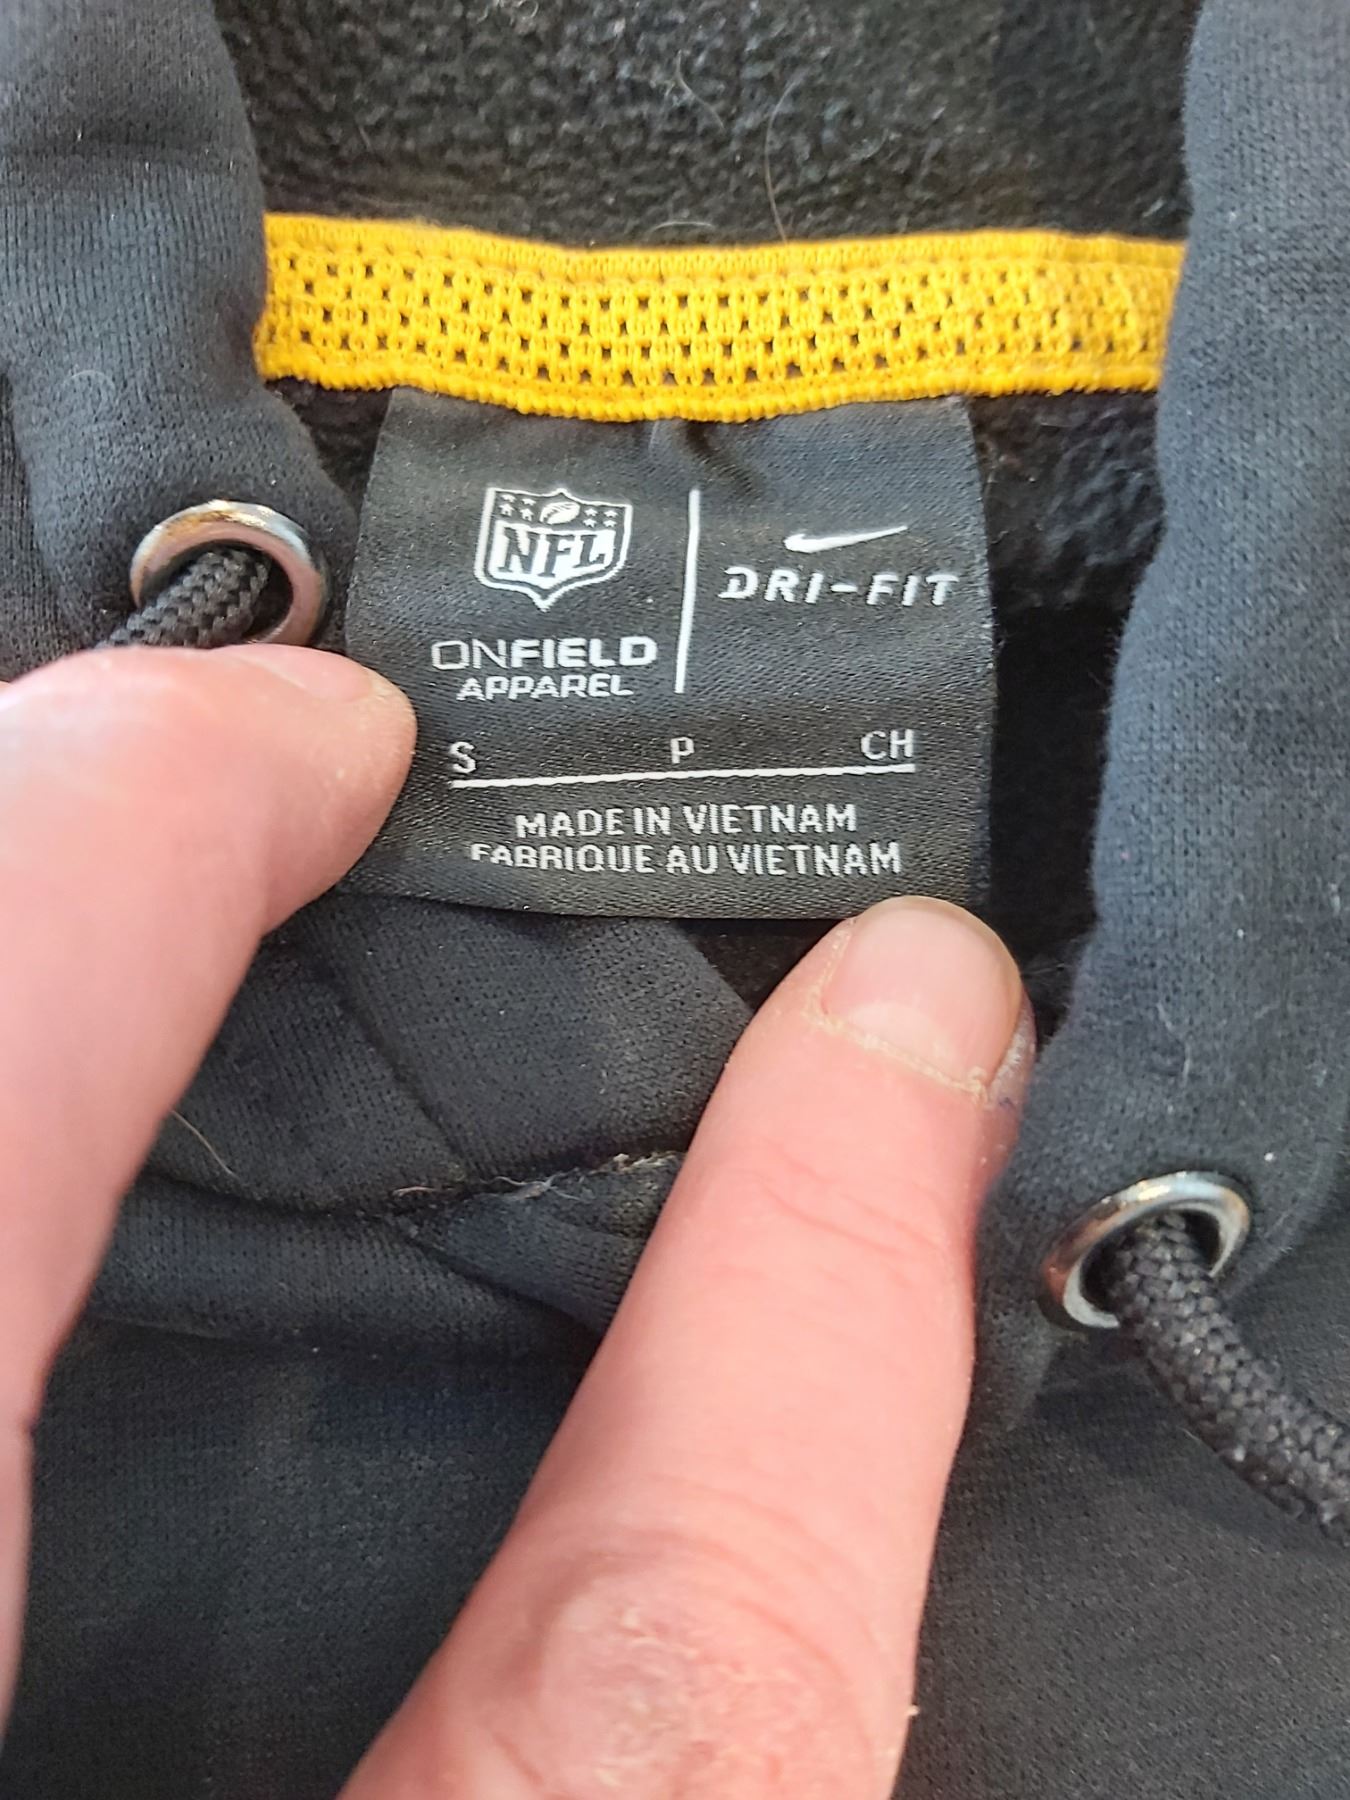 NFL
DRI-FIT
ONFIELD
APPAREL
S P CH
MADE IN VIETNAM
FABRIQUE AU VIETNAM